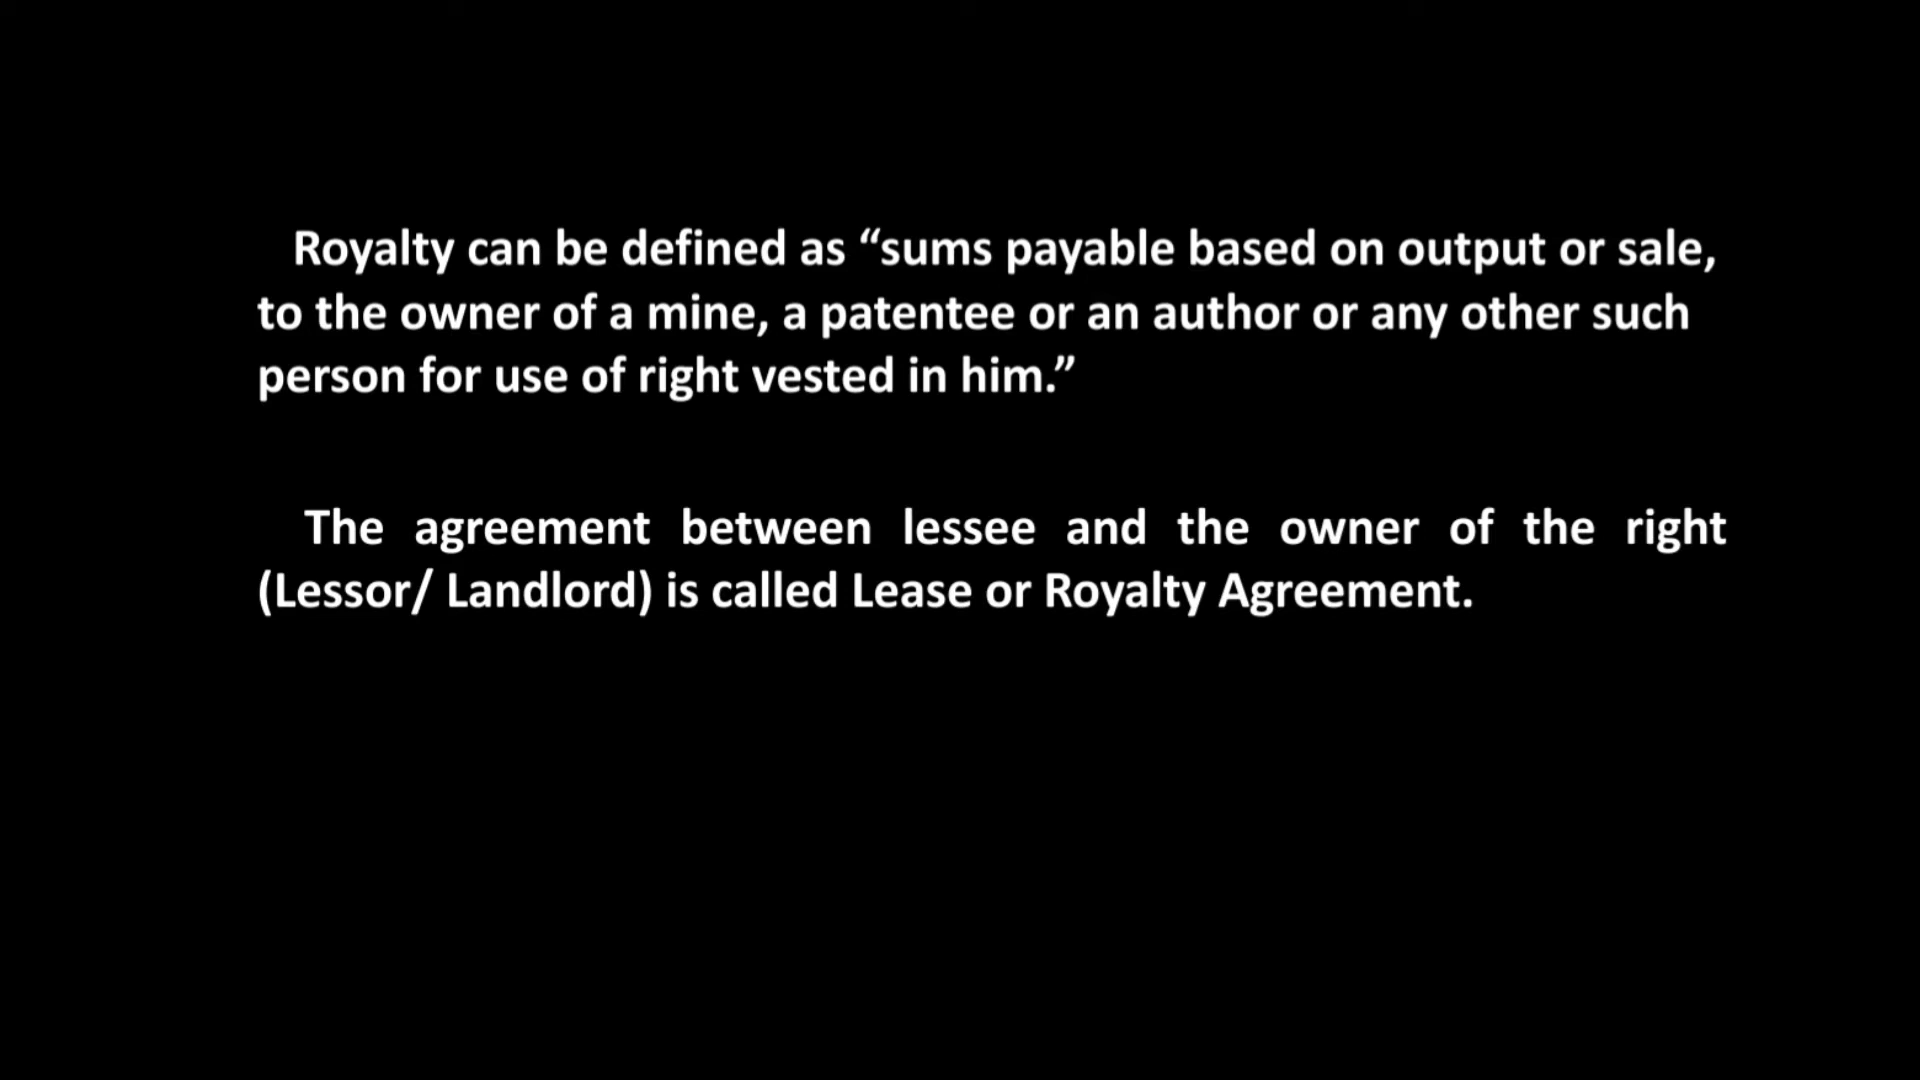 Royalty can be defined as “sums payable based on output or sale,
to the owner of a mine, a patentee or an author or any other such
person for use of right vested in him.”
The agreement between lessee and the owner of the right
(Lessor/ Landlord) is called Lease or Royalty Agreement.